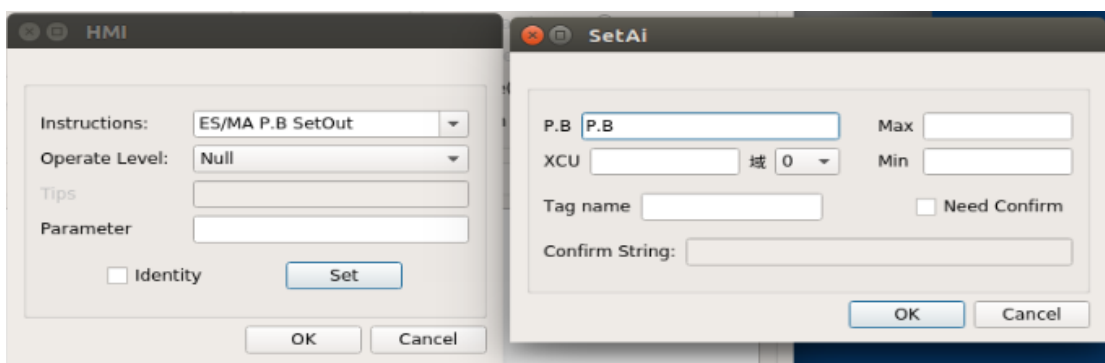 HMI
Instructions: ES/MA P.B SetOut
Operate Level: Null
Tips
Parameter
Identity Set
OK Cancel
SetAi
P.B P.B Max
XCU 域 0 Min
Tag name Need Confirm
Confirm String:
OK Cancel